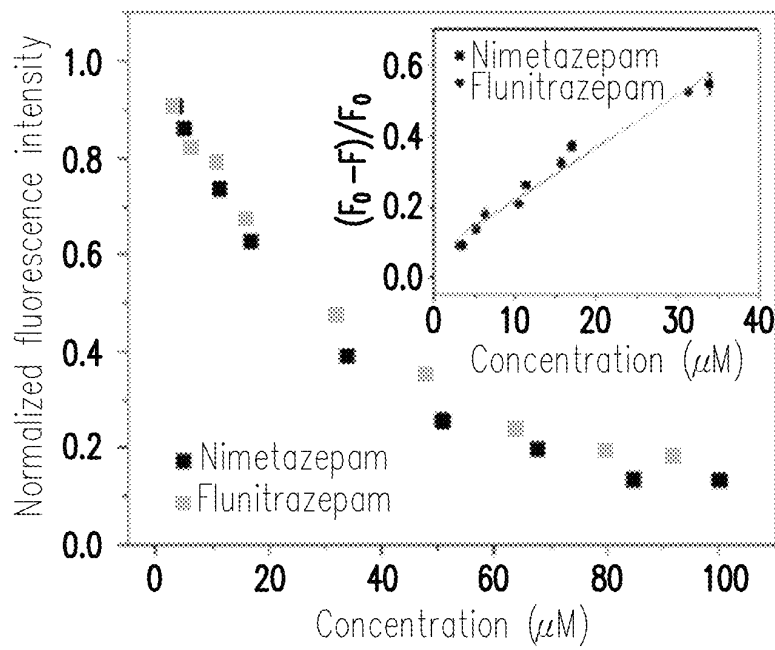 Normalized fluorescence intensity
1.0
0.8
0.6
0.4
0.2
0.0
0 20 40 60 80 100
Concentration (μM)
Nimetazepam
Flunitrazepam
(F₀-F)/F₀
0.6
0.4
0.2
0.0
0 10 20 30 40
Concentration (μM)
Nimetazepam
Flunitrazepam